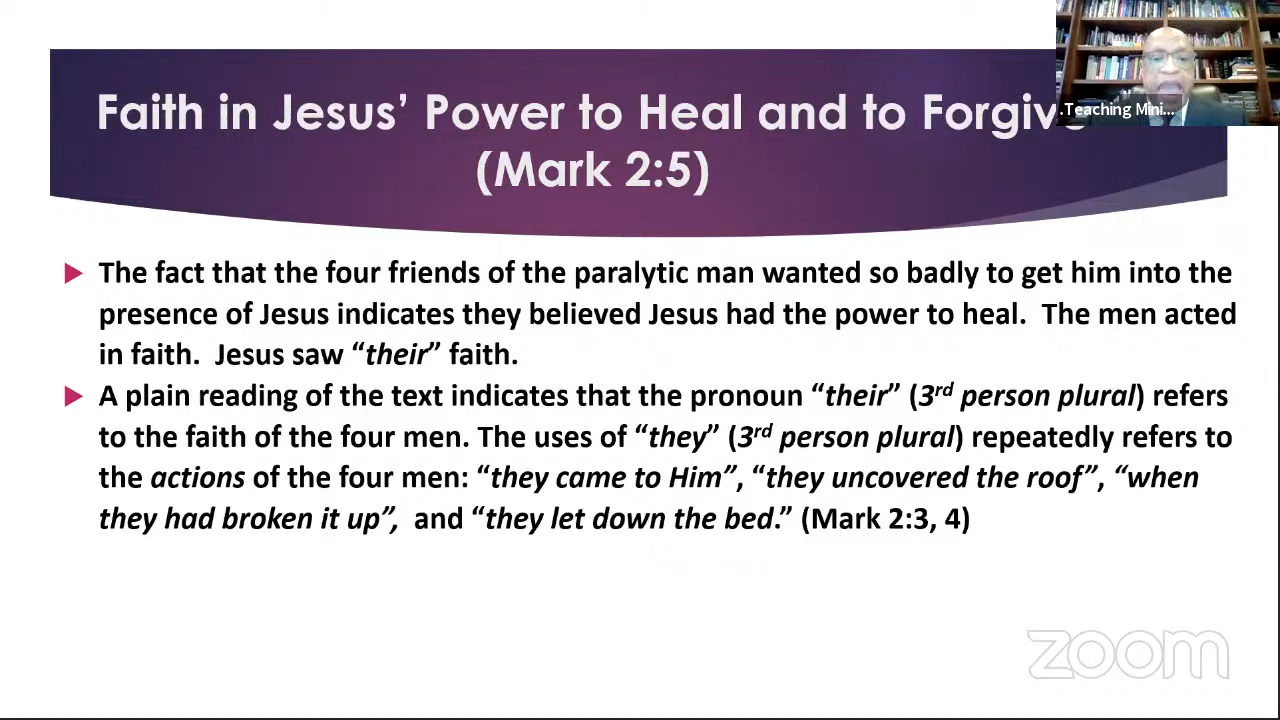 Faith in Jesus’ Power to Heal and to Forgive
(Mark 2:5)
.Teaching Mini...
The fact that the four friends of the paralytic man wanted so badly to get him into the
presence of Jesus indicates they believed Jesus had the power to heal.  The men acted
in faith.  Jesus saw “their” faith.
A plain reading of the text indicates that the pronoun “their” (3rd person plural) refers
to the faith of the four men. The uses of “they” (3rd person plural) repeatedly refers to
the actions of the four men: “they came to Him”, “they uncovered the roof”, “when
they had broken it up”,  and “they let down the bed.” (Mark 2:3, 4)
zoom